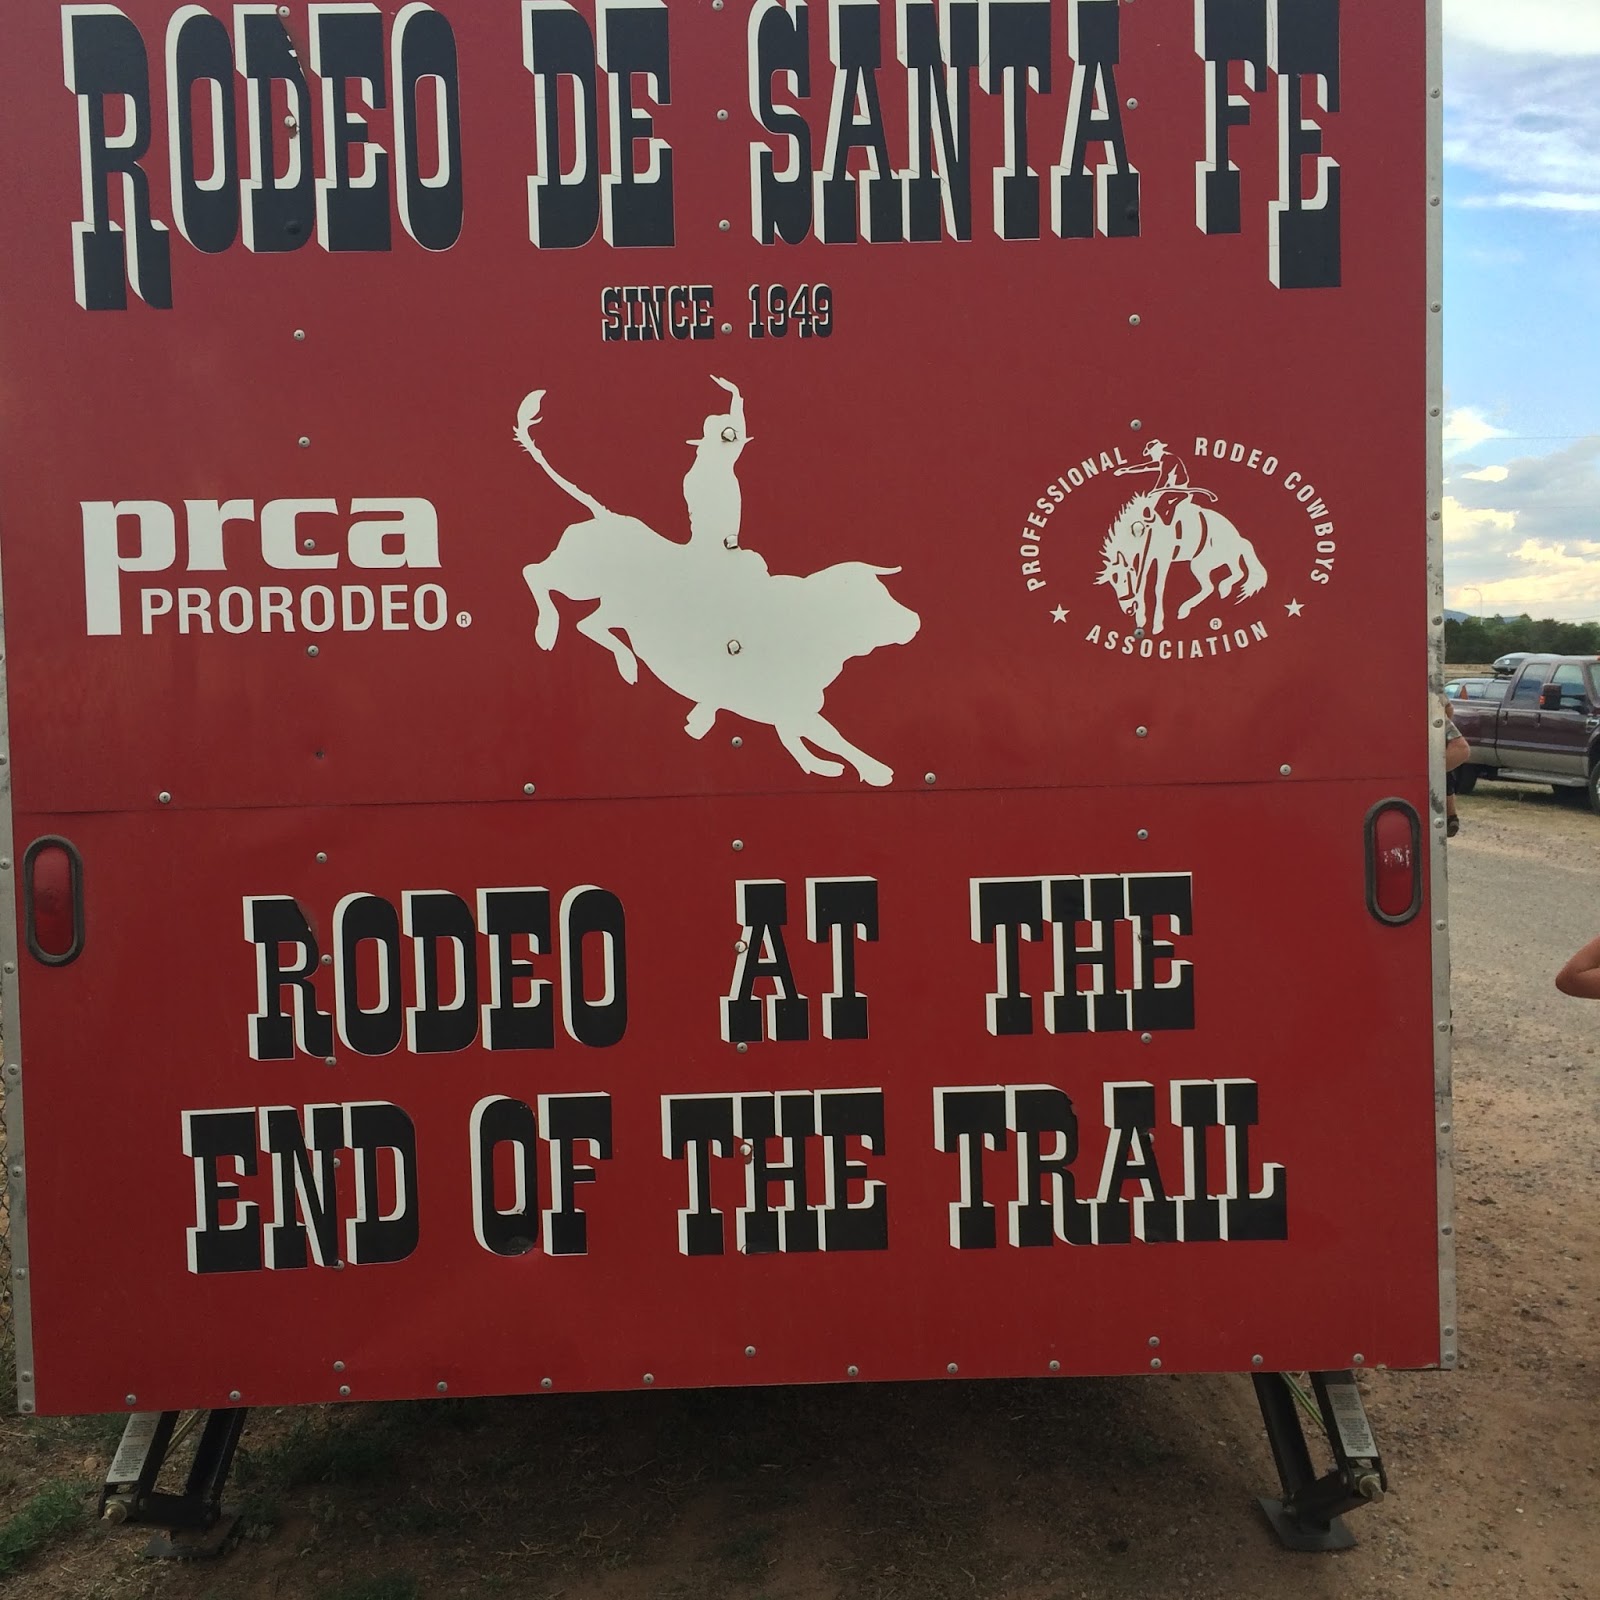 RODEO DE SANTA FE
SINCE 1949
prca
PRORODEO®
PROFESSIONAL RODEO COWBOYS
★ ASSOCIATION ★
®
RODEO AT THE
END OF THE TRAIL